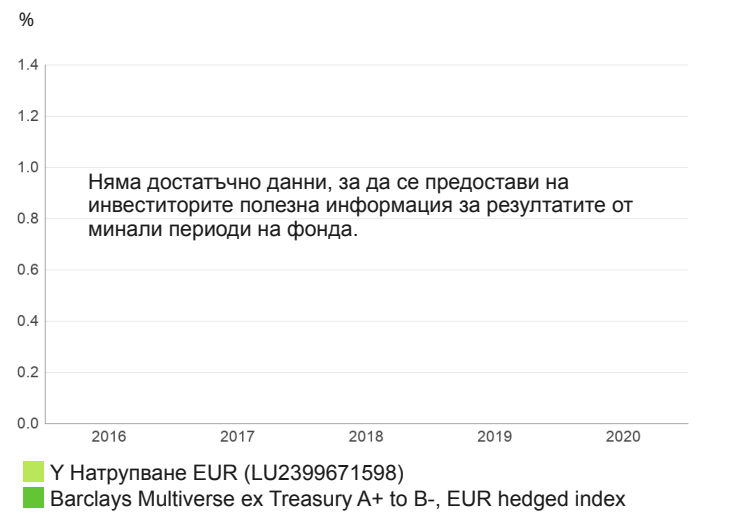 %
1.4
1.2
1.0
Няма достатъчно данни, за да се предостави на
инвеститорите полезна информация за резултатите от
минали периоди на фонда.
0.8
0.6
0.4
0.2
0.0
2016 2017 2018 2019 2020
Y Натрупване EUR (LU2399671598)
Barclays Multiverse ex Treasury A+ to B-, EUR hedged index